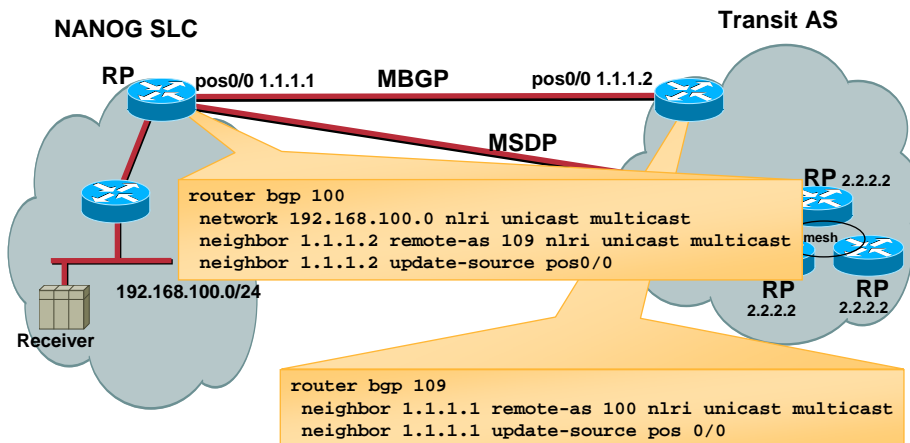 NANOG SLC
Transit AS
RP
pos0/0 1.1.1.1
MBGP
pos0/0 1.1.1.2
MSDP
router bgp 100
network 192.168.100.0 nlri unicast multicast
neighbor 1.1.1.2 remote-as 109 nlri unicast multicast
neighbor 1.1.1.2 update-source pos0/0
RP 2.2.2.2
mesh
RP
2.2.2.2
RP
2.2.2.2
192.168.100.0/24
Receiver
router bgp 109
neighbor 1.1.1.1 remote-as 100 nlri unicast multicast
neighbor 1.1.1.1 update-source pos 0/0